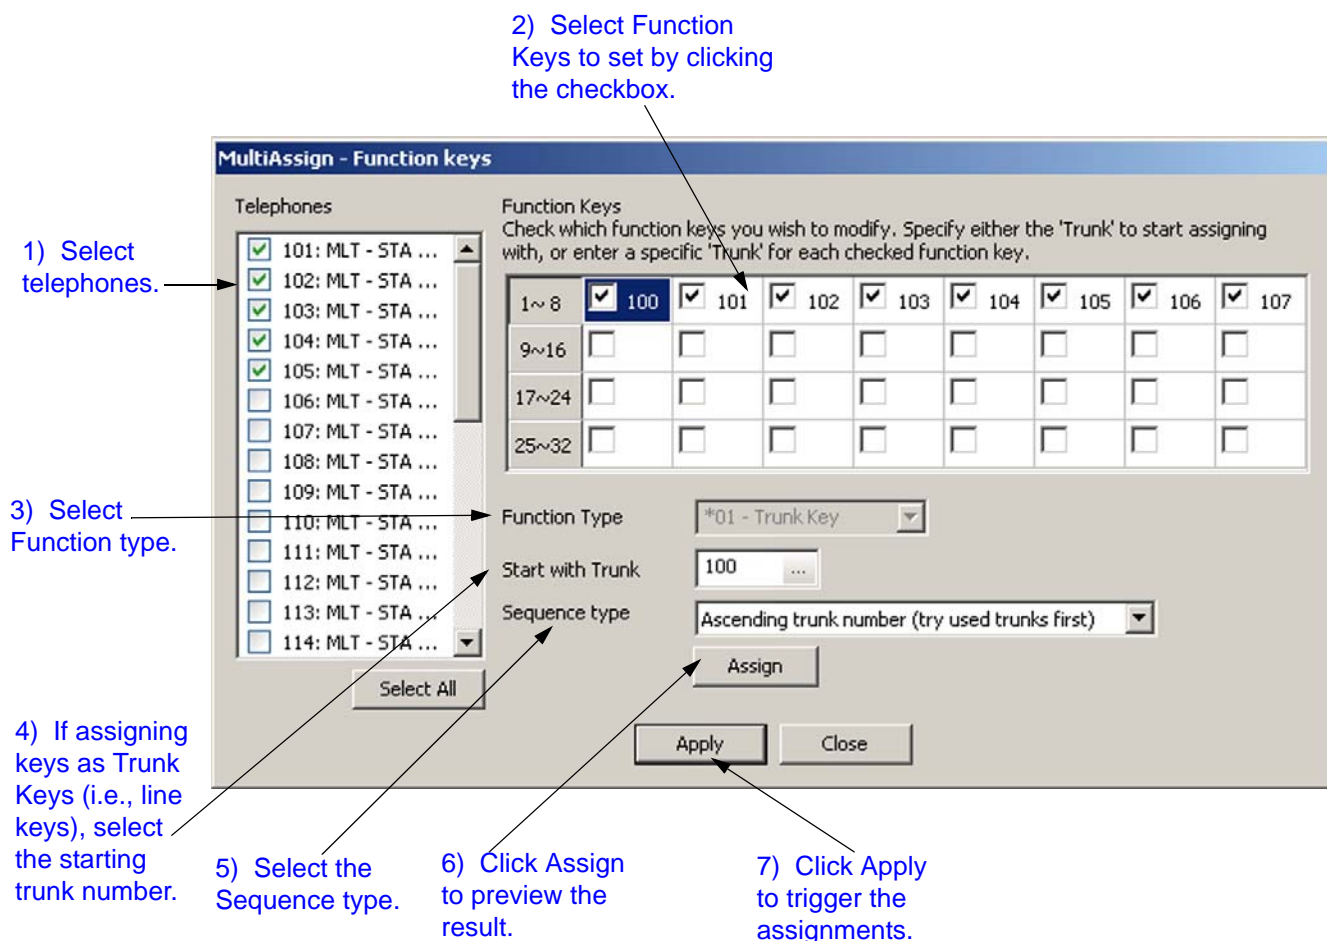 2)  Select Function
Keys to set by clicking
the checkbox.
MultiAssign - Function keys
Telephones
101: MLT - STA ...
102: MLT - STA ...
103: MLT - STA ...
104: MLT - STA ...
105: MLT - STA ...
106: MLT - STA ...
107: MLT - STA ...
108: MLT - STA ...
109: MLT - STA ...
110: MLT - STA ...
111: MLT - STA ...
112: MLT - STA ...
113: MLT - STA ...
114: MLT - STA ...
Select All
Function Keys
Check which function keys you wish to modify. Specify either the 'Trunk' to start assigning
with, or enter a specific 'Trunk' for each checked function key.
1~ 8 100 101 102 103 104 105 106 107
9~16
17~24
25~32
Function Type *01 - Trunk Key
Start with Trunk 100 ...
Sequence type Ascending trunk number (try used trunks first)
Assign
Apply Close
1)  Select
telephones.
3)  Select
Function type.
4)  If assigning
keys as Trunk
Keys (i.e., line
keys), select
the starting
trunk number.
5)  Select the
Sequence type.
6)  Click Assign
to preview the
result.
7)  Click Apply
to trigger the
assignments.